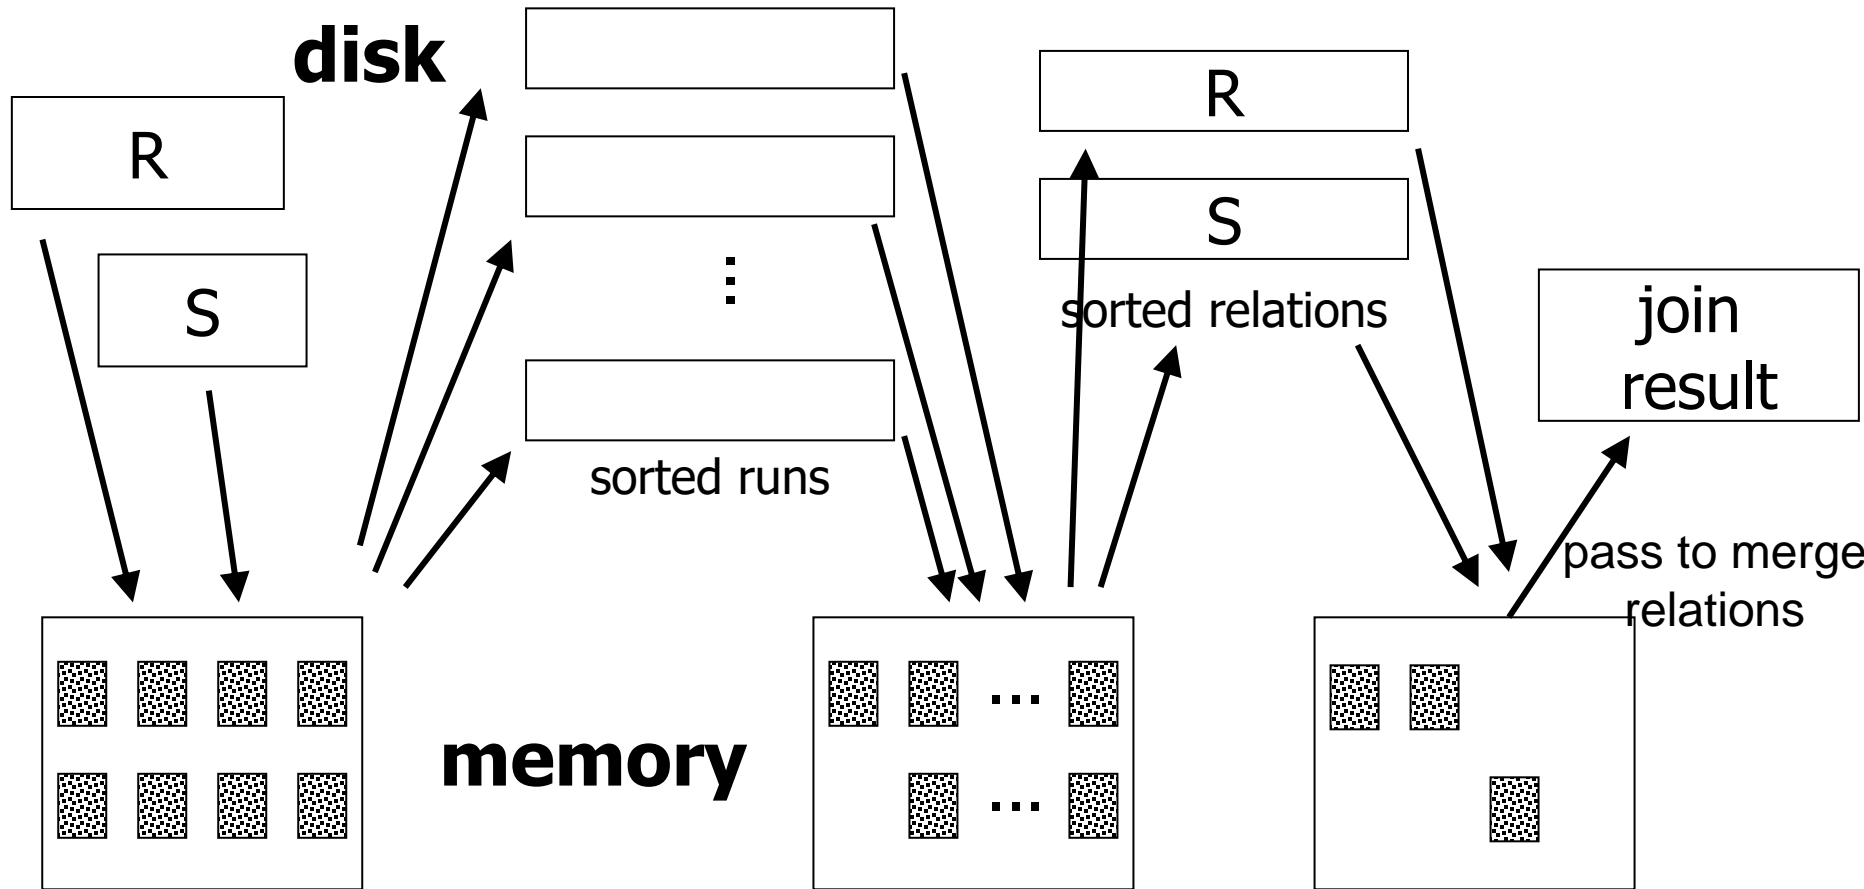 disk
R
S
sorted runs
R
S
sorted relations
join
result
pass to merge
relations
memory